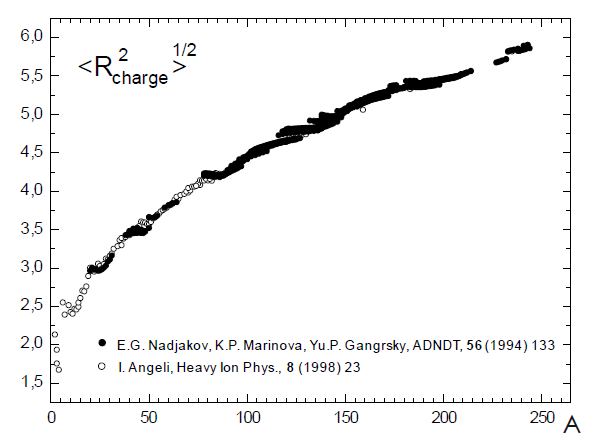 6,0
<R²charge>1/2
5,5
5,0
4,5
4,0
3,5
3,0
2,5
2,0
E.G. Nadjakov, K.P. Marinova, Yu.P. Gangrsky, ADNDT, 56 (1994) 133
I. Angeli, Heavy Ion Phys., 8 (1998) 23
1,5
0 50 100 150 200 250 A